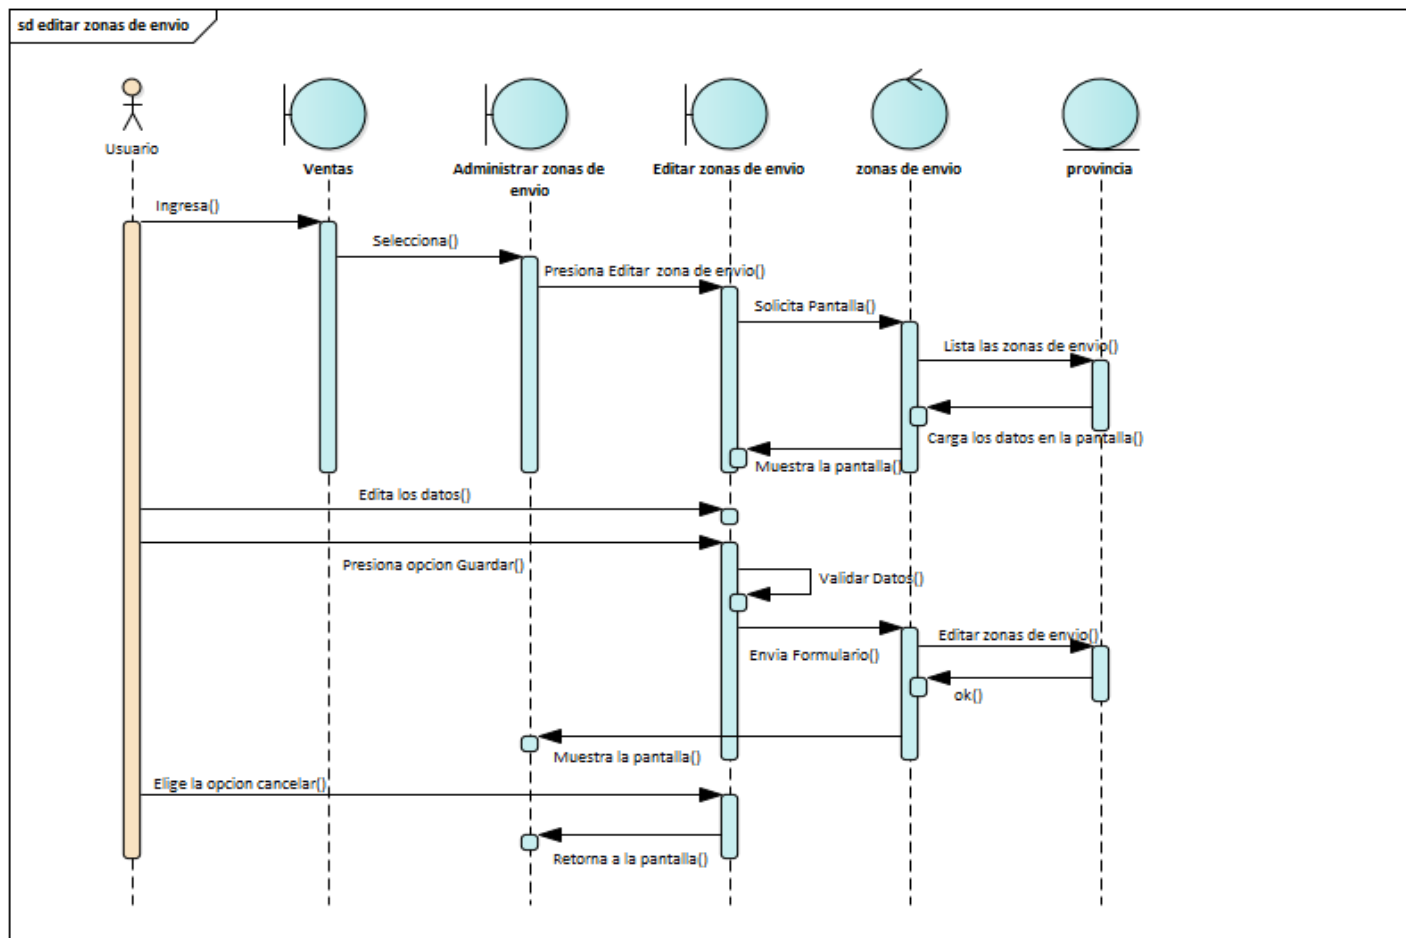 sd editar zonas de envio
Usuario
Ventas
Administrar zonas de
envio
Editar zonas de envio
zonas de envio
provincia
Ingresa()
Selecciona()
Presiona Editar zona de envio()
Solicita Pantalla()
Lista las zonas de envio()
Carga los datos en la pantalla()
Muestra la pantalla()
Edita los datos()
Presiona opcion Guardar()
Validar Datos()
Envia Formulario()
Editar zonas de envio()
ok()
Muestra la pantalla()
Elige la opcion cancelar()
Retorna a la pantalla()